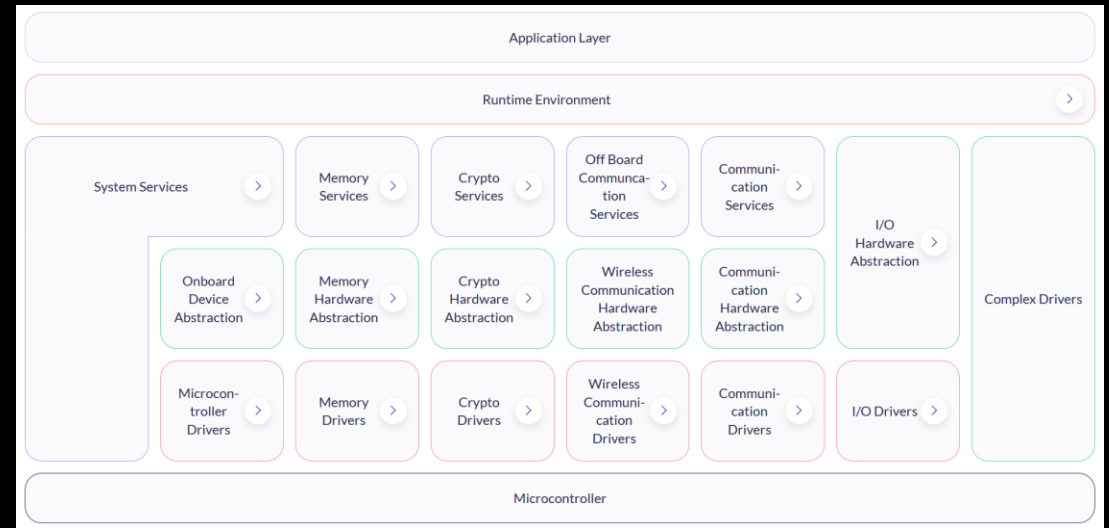 Application Layer
Runtime Environment
System Services
Memory
Services
Crypto
Services
Off Board
Communca-
tion
Services
Communi-
cation
Services
I/O
Hardware
Abstraction
Complex Drivers
Onboard
Device
Abstraction
Memory
Hardware
Abstraction
Crypto
Hardware
Abstraction
Wireless
Communication
Hardware
Abstraction
Communi-
cation
Hardware
Abstraction
Microcon-
troller
Drivers
Memory
Drivers
Crypto
Drivers
Wireless
Communi-
cation
Drivers
Communi-
cation
Drivers
I/O Drivers
Microcontroller